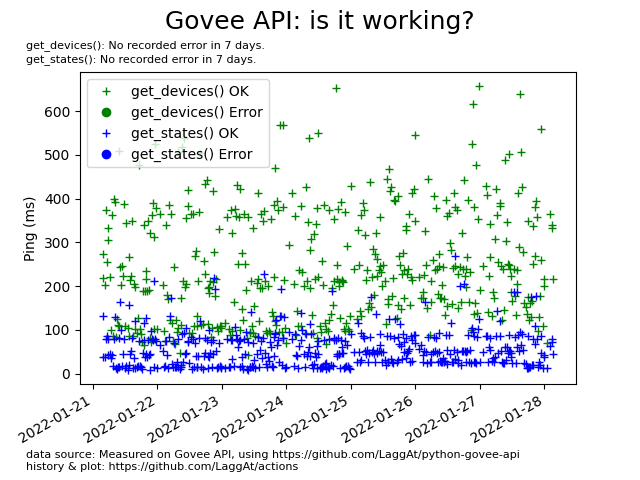 Govee API: is it working?
get_devices(): No recorded error in 7 days.
get_states(): No recorded error in 7 days.
get_devices() OK
get_devices() Error
get_states() OK
get_states() Error
600
500
400
300
200
100
0
Ping (ms)
2022-01-21
2022-01-22
2022-01-23
2022-01-24
2022-01-25
2022-01-26
2022-01-27
2022-01-28
data source: Measured on Govee API, using https://github.com/LaggAt/python-govee-api
history & plot: https://github.com/LaggAt/actions